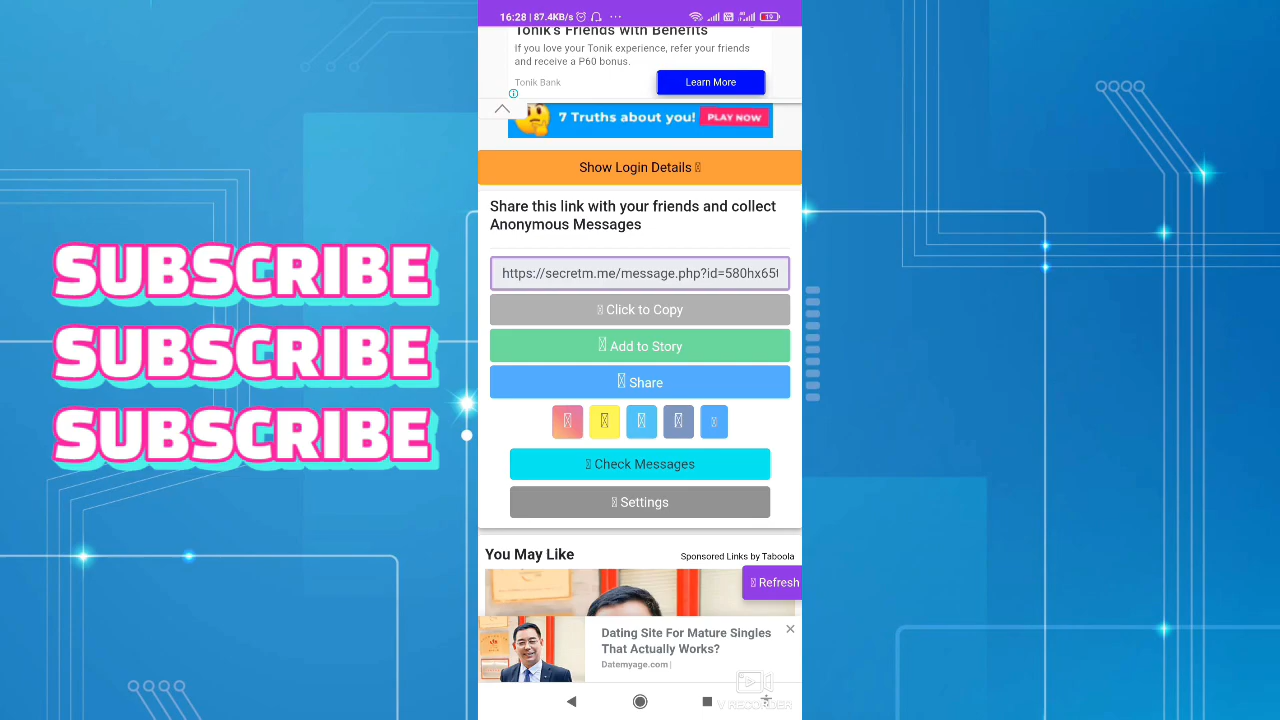 16:28 | 87.4KB/s
19
Tonik's Friends with Benefits
If you love your Tonik experience, refer your friends
and receive a P60 bonus.
Tonik Bank
Learn More
7 Truths about you!
PLAY NOW
Show Login Details
Share this link with your friends and collect
Anonymous Messages
https://secretm.me/message.php?id=580hx65t
Click to Copy
Add to Story
Share
Check Messages
Settings
You May Like
Sponsored Links by Taboola
Refresh
Dating Site For Mature Singles
That Actually Works?
Datemyage.com |
V RECORDER
SUBSCRIBE
SUBSCRIBE
SUBSCRIBE